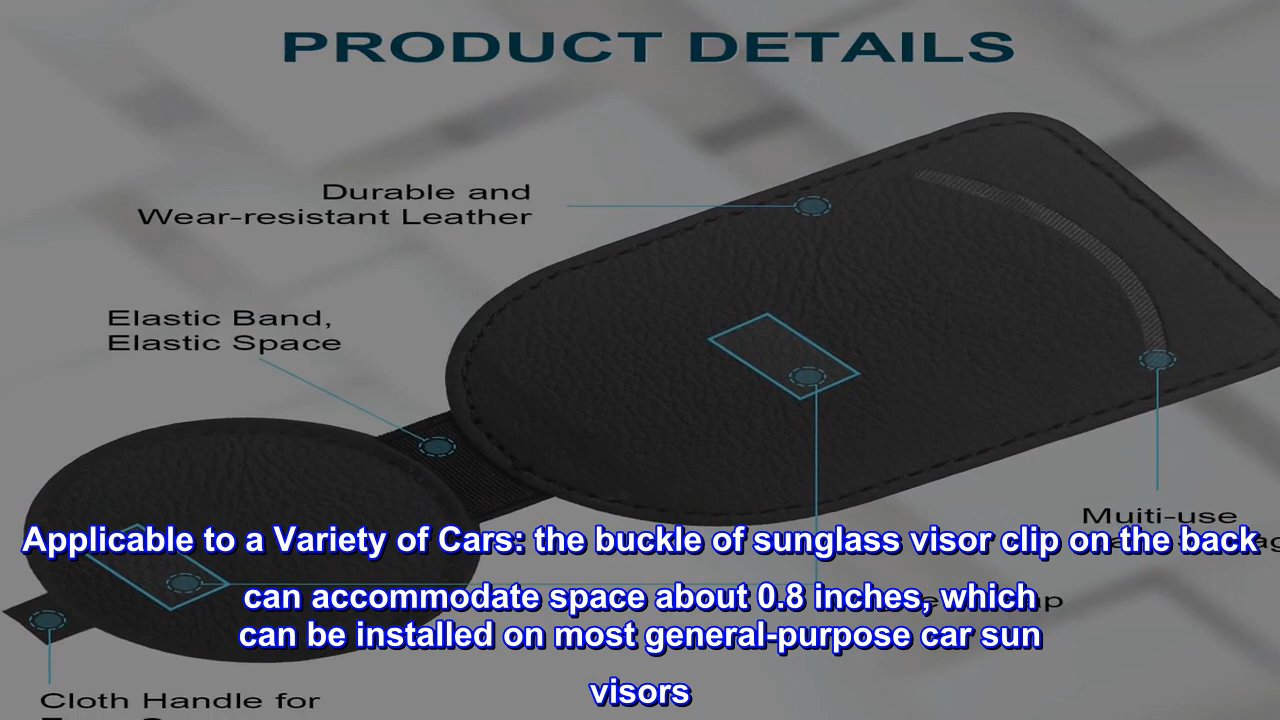 PRODUCT DETAILS
Durable and
Wear-resistant Leather
Elastic Band,
Elastic Space
Muiti-use
Applicable to a Variety of Cars: the buckle of sunglass visor clip on the back
can accommodate space about 0.8 inches, which
can be installed on most general-purpose car sun
visors
Cloth Handle for